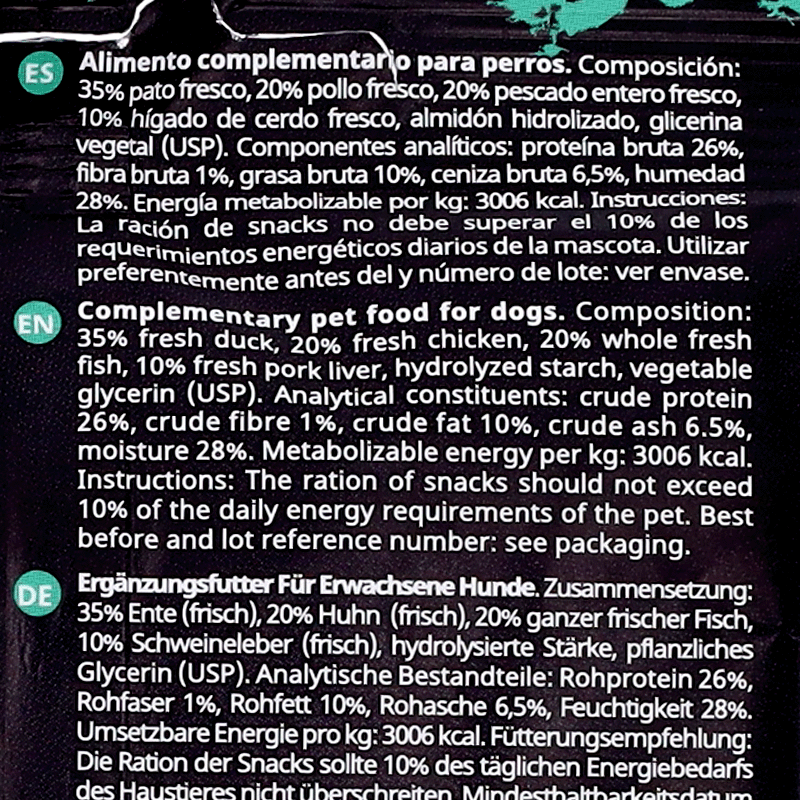 ES Alimento complementario para perros. Composición:
35% pato fresco, 20% pollo fresco, 20% pescado entero fresco,
10% hígado de cerdo fresco, almidón hidrolizado, glicerina
vegetal (USP). Componentes analíticos: proteína bruta 26%,
fibra bruta 1%, grasa bruta 10%, ceniza bruta 6,5%, humedad
28%. Energía metabolizable por kg: 3006 kcal. Instrucciones:
La ración de snacks no debe superar el 10% de los
requerimientos energéticos diarios de la mascota. Utilizar
preferentemente antes del y número de lote: ver envase.
EN Complementary pet food for dogs. Composition:
35% fresh duck, 20% fresh chicken, 20% whole fresh
fish, 10% fresh pork liver, hydrolyzed starch, vegetable
glycerin (USP). Analytical constituents: crude protein
26%, crude fibre 1%, crude fat 10%, crude ash 6.5%,
moisture 28%. Metabolizable energy per kg: 3006 kcal.
Instructions: The ration of snacks should not exceed
10% of the daily energy requirements of the pet. Best
before and lot reference number: see packaging.
DE Ergänzungsfutter Für Erwachsene Hunde. Zusammensetzung:
35% Ente (frisch), 20% Huhn (frisch), 20% ganzer frischer Fisch,
10% Schweineleber (frisch), hydrolysierte Stärke, pflanzliches
Glycerin (USP). Analytische Bestandteile: Rohprotein 26%,
Rohfaser 1%, Rohfett 10%, Rohasche 6,5%, Feuchtigkeit 28%.
Umsetzbare Energie pro kg: 3006 kcal. Fütterungsempfehlung:
Die Ration der Snacks sollte 10% des täglichen Energiebedarfs
des Haustieres nicht überschreiten. Mindesthaltbarkeitsdatum